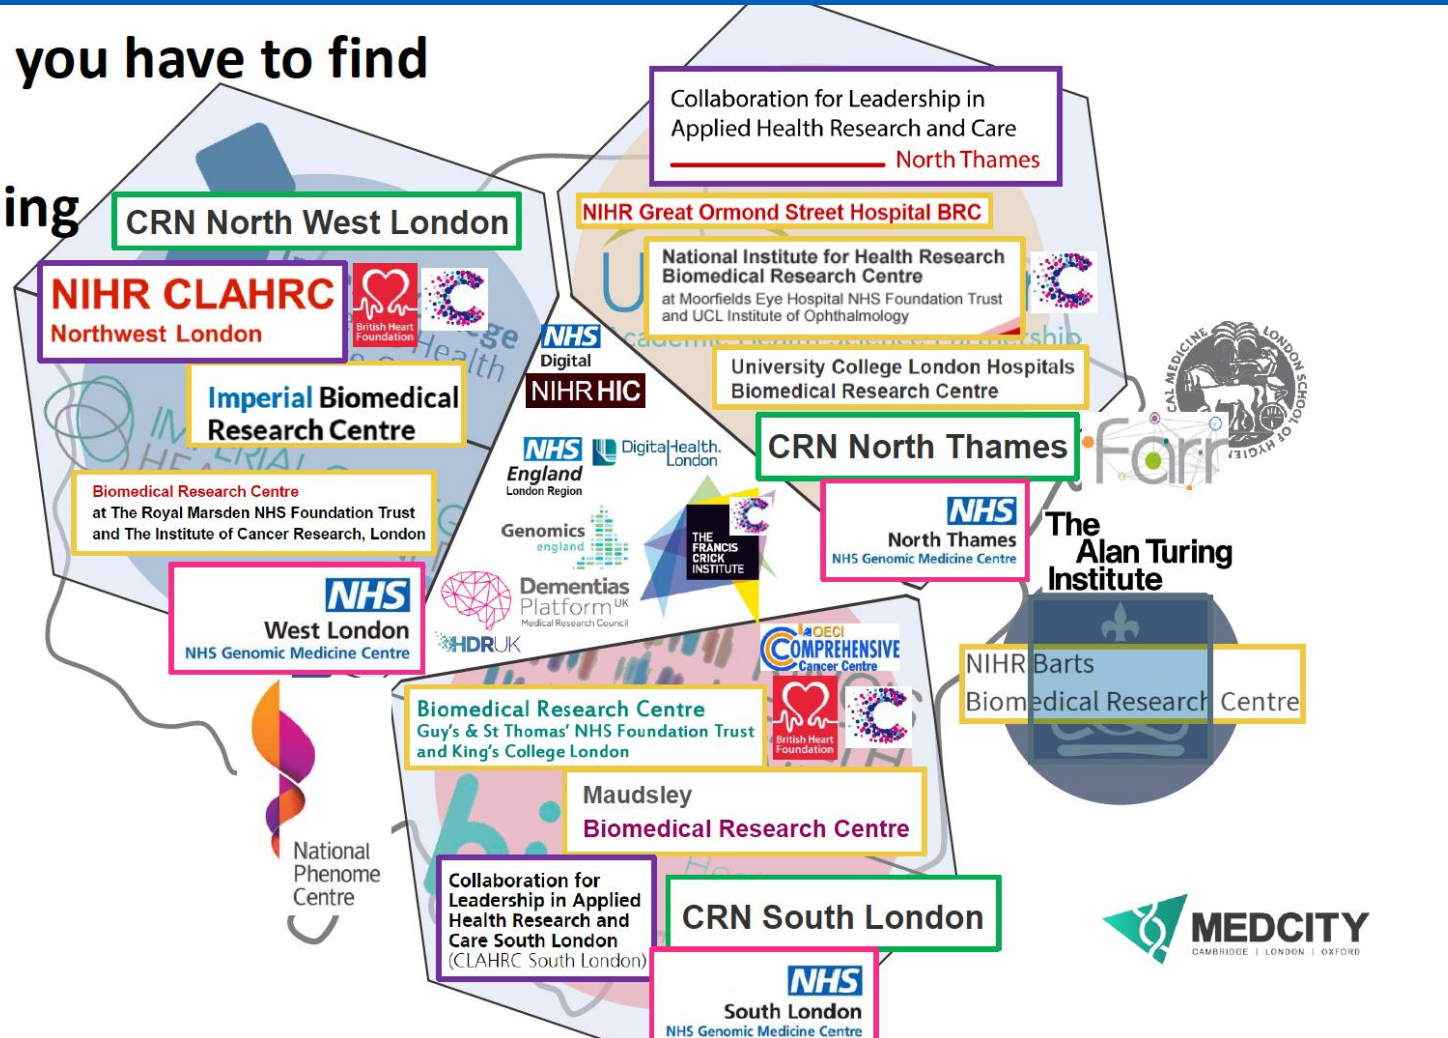 you have to find
ing
Collaboration for Leadership in
Applied Health Research and Care
North Thames
CRN North West London
NIHR Great Ormond Street Hospital BRC
NIHR CLAHRC
Northwest London
British Heart
Foundation
ge
Health
National Institute for Health Research
Biomedical Research Centre
at Moorfields Eye Hospital NHS Foundation Trust
and UCL Institute of Ophthalmology
NHS
Digital
NIHR HIC
University College London Hospitals
Biomedical Research Centre
Imperial Biomedical
Research Centre
CRN North Thames
farr
NHS
England
London Region
DigitalHealth.
London
Biomedical Research Centre
at The Royal Marsden NHS Foundation Trust
and The Institute of Cancer Research, London
Genomics
england
THE
FRANCIS
CRICK
INSTITUTE
NHS
North Thames
NHS Genomic Medicine Centre
The
Alan Turing
Institute
NHS
West London
NHS Genomic Medicine Centre
Dementias
Platform UK
Medical Research Council
HDRUK
OECI
COMPREHENSIVE
Cancer Centre
NIHR Barts
Biomedical Research Centre
Biomedical Research Centre
Guy's & St Thomas' NHS Foundation Trust
and King's College London
British Heart
Foundation
Maudsley
Biomedical Research Centre
National
Phenome
Centre
Collaboration for
Leadership in Applied
Health Research and
Care South London
(CLAHRC South London)
CRN South London
MEDCITY
CAMBRIDGE | LONDON | OXFORD
NHS
South London
NHS Genomic Medicine Centre